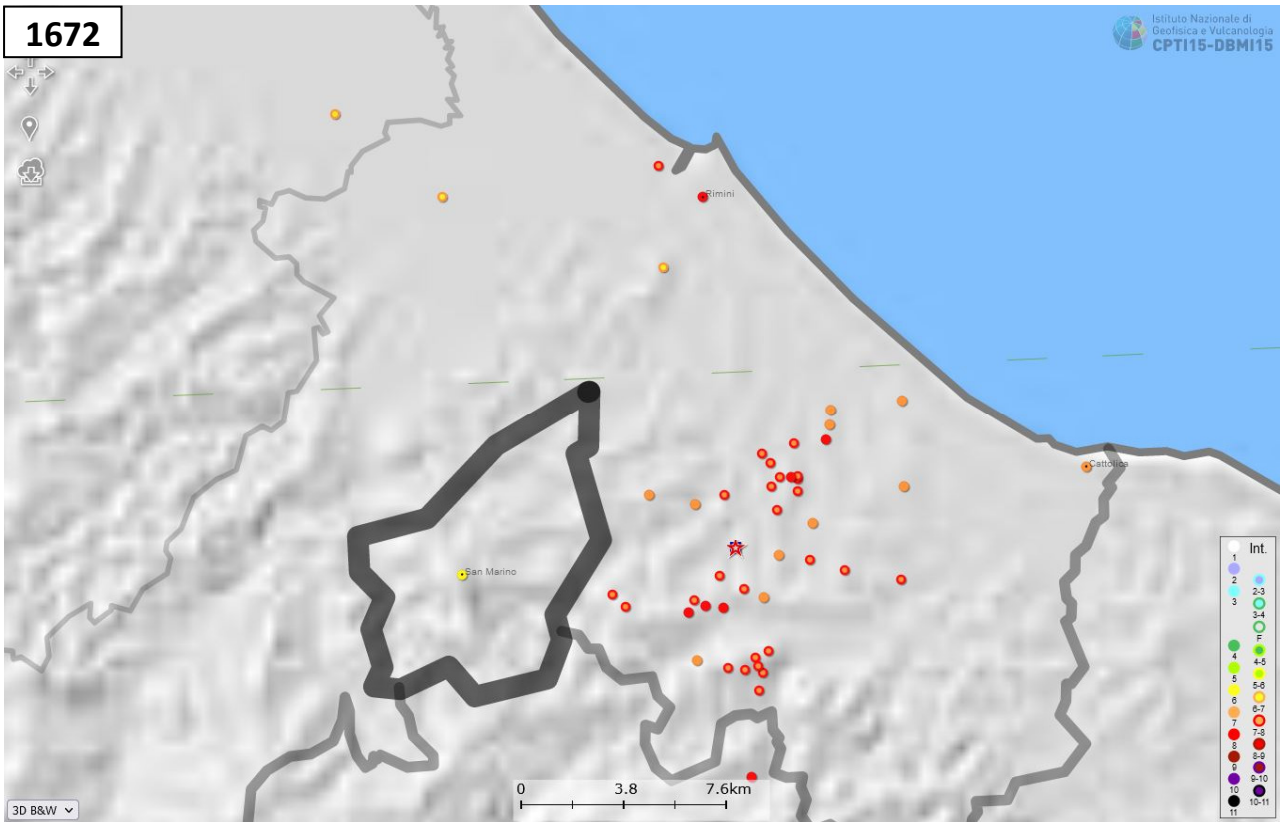 1672
Istituto Nazionale di
Geofisica e Vulcanologia
CPTI15-DBMI15
Rimini
Cattolica
San Marino
Int.
1
2
2-3
3
3-4
F
4
4-5
5
5-6
6
6-7
7
7-8
8
8-9
9
9-10
10
10-11
11
0 3.8 7.6km
3D B&W